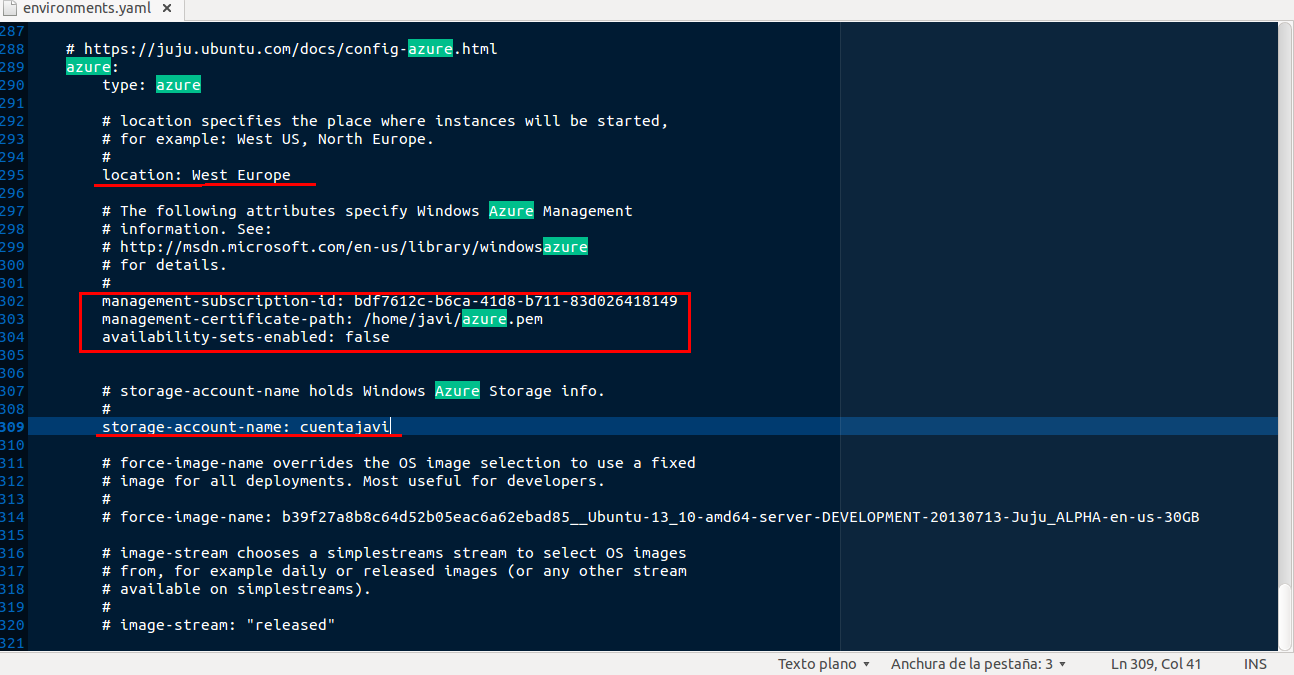 environments.yaml ×
287
288 # https://juju.ubuntu.com/docs/config-azure.html
289 azure:
290 type: azure
291
292 # location specifies the place where instances will be started,
293 # for example: West US, North Europe.
294 #
295 location: West Europe
296
297 # The following attributes specify Windows Azure Management
298 # information. See:
299 # http://msdn.microsoft.com/en-us/library/windowsazure
300 # for details.
301 #
302 management-subscription-id: bdf7612c-b6ca-41d8-b711-83d026418149
303 management-certificate-path: /home/javi/azure.pem
304 availability-sets-enabled: false
305
306
307 # storage-account-name holds Windows Azure Storage info.
308 #
309 storage-account-name: cuentajavi
310
311 # force-image-name overrides the OS image selection to use a fixed
312 # image for all deployments. Most useful for developers.
313 #
314 # force-image-name: b39f27a8b8c64d52b05eac6a62ebad85__Ubuntu-13_10-amd64-server-DEVELOPMENT-20130713-Juju_ALPHA-en-us-30GB
315
316 # image-stream chooses a simplestreams stream to select OS images
317 # from, for example daily or released images (or any other stream
318 # available on simplestreams).
319 #
320 # image-stream: "released"
321
Texto plano Anchura de la pestaña: 3 Ln 309, Col 41 INS